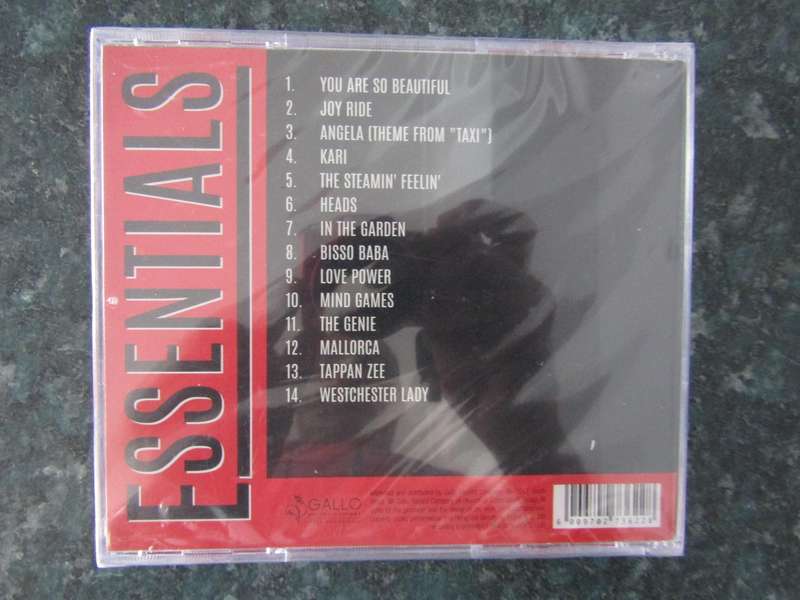 ESSENTIALS
1. YOU ARE SO BEAUTIFUL
2. JOY RIDE
3. ANGELA (THEME FROM "TAXI")
4. KARI
5. THE STEAMIN' FEELIN'
6. HEADS
7. IN THE GARDEN
8. BISSO BABA
9. LOVE POWER
10. MIND GAMES
11. THE GENIE
12. MALLORCA
13. TAPPAN ZEE
14. WESTCHESTER LADY
GALLO